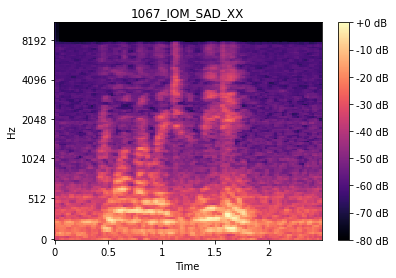 1067_IOM_SAD_XX
+0 dB
8192
-10 dB
4096
-20 dB
-30 dB
2048
Hz
-40 dB
1024
-50 dB
512
-60 dB
-70 dB
0
-80 dB
0 0.5 1 1.5 2
Time